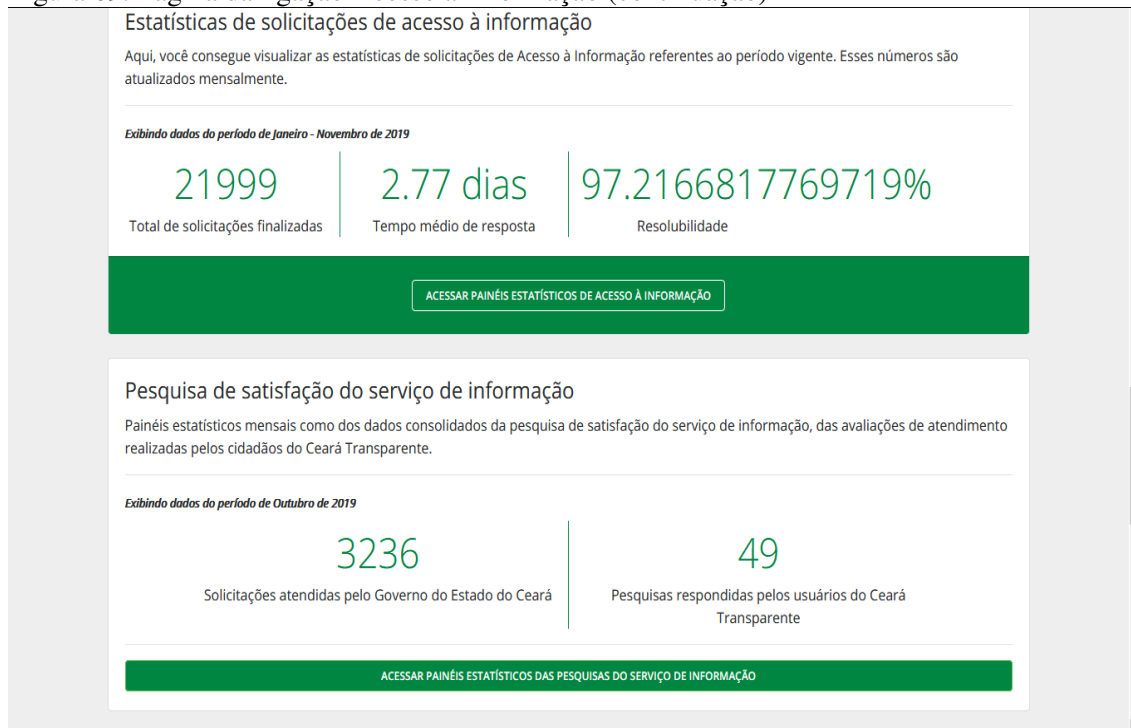 Estatísticas de solicitações de acesso à informação
Aqui, você consegue visualizar as estatísticas de solicitações de Acesso à Informação referentes ao período vigente. Esses números são
atualizados mensalmente.
Exibindo dados do período de Janeiro - Novembro de 2019
21999
Total de solicitações finalizadas
2.77 dias
Tempo médio de resposta
97.2166817769719%
Resolubilidade
ACESSAR PAINÉIS ESTATÍSTICOS DE ACESSO À INFORMAÇÃO
Pesquisa de satisfação do serviço de informação
Painéis estatísticos mensais como dos dados consolidados da pesquisa de satisfação do serviço de informação, das avaliações de atendimento
realizadas pelos cidadãos do Ceará Transparente.
Exibindo dados do período de Outubro de 2019
3236
Solicitações atendidas pelo Governo do Estado do Ceará
49
Pesquisas respondidas pelos usuários do Ceará
Transparente
ACESSAR PAINÉIS ESTATÍSTICOS DAS PESQUISAS DO SERVIÇO DE INFORMAÇÃO